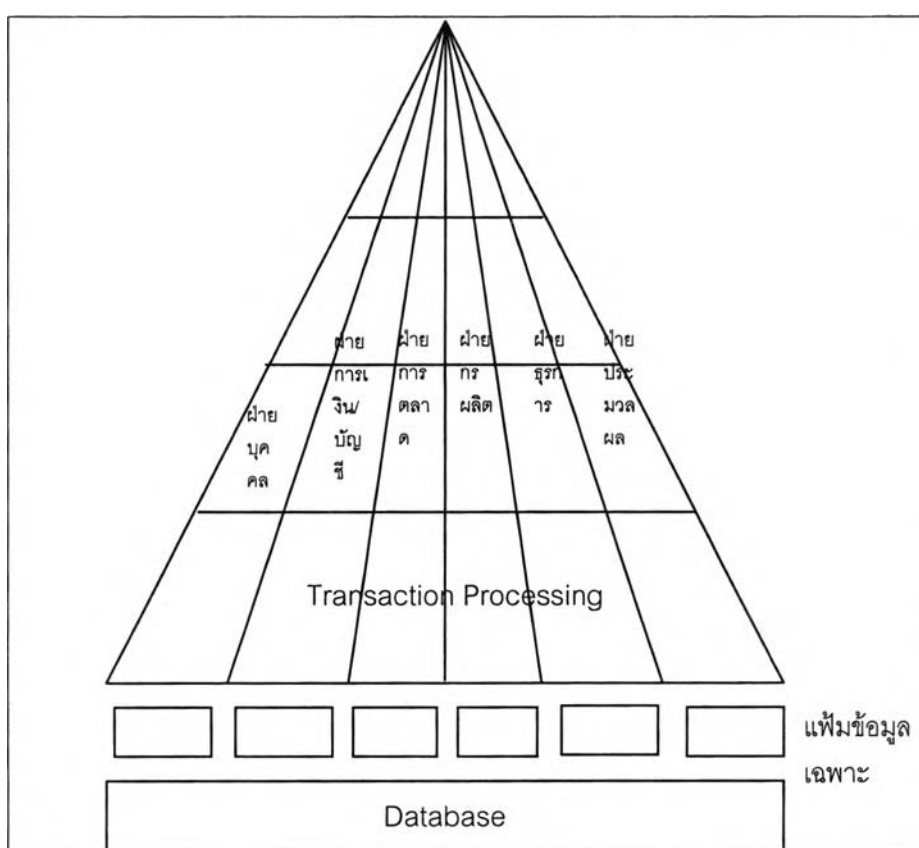 ฝ่าย
บุค
คล
ฝ่าย
การเ
งิน/
บัญ
ชี
ฝ่าย
การ
ตลา
ด
ฝ่าย
กร
ผลิต
ฝ่าย
ธุรก
าร
ฝ่าย
ประ
มวล
ผล
Transaction Processing
แฟ้มข้อมูล
เฉพาะ
Database